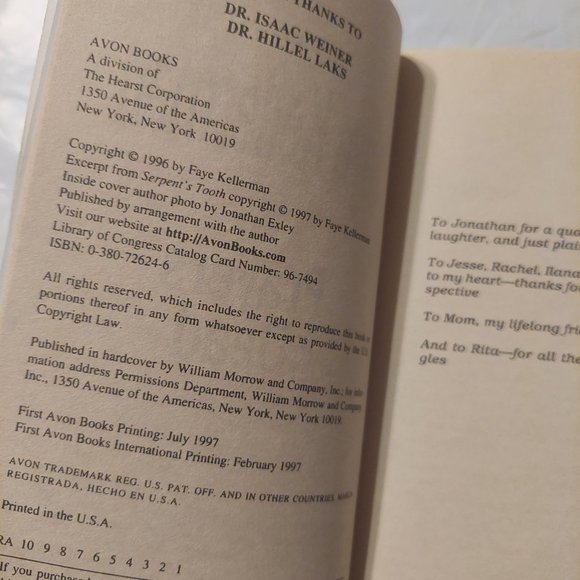 THANKS TO
DR. ISAAC WEINER
DR. HILLEL LAKS
AVON BOOKS
A division of
The Hearst Corporation
1350 Avenue of the Americas
New York, New York 10019
Copyright © 1996 by Faye Kellerman
Excerpt from Serpent's Tooth copyright © 1997 by Faye Kellerman
Inside cover author photo by Jonathan Exley
Published by arrangement with the author
Visit our website at http://AvonBooks.com
Library of Congress Catalog Card Number: 96-7494
ISBN: 0-380-72624-6
All rights reserved, which includes the right to reproduce this book or
portions thereof in any form whatsoever except as provided by the U.S.
Copyright Law.
Published in hardcover by William Morrow and Company, Inc.; for infor-
mation address Permissions Department, William Morrow and Company
Inc., 1350 Avenue of the Americas, New York, New York 10019.
First Avon Books Printing: July 1997
First Avon Books International Printing: February 1997
AVON TRADEMARK REG. U.S. PAT. OFF. AND IN OTHER COUNTRIES, MARCA
REGISTRADA, HECHO EN U.S.A.
Printed in the U.S.A.
RA 10 9 8 7 6 5 4 3 2 1
If you purchase
To Jonathan for a
laughter, and just
To Jesse, Rachel, Ilana
to my heart—thanks
spective
To Mom, my lifelong
And to Rita—for all the
gles